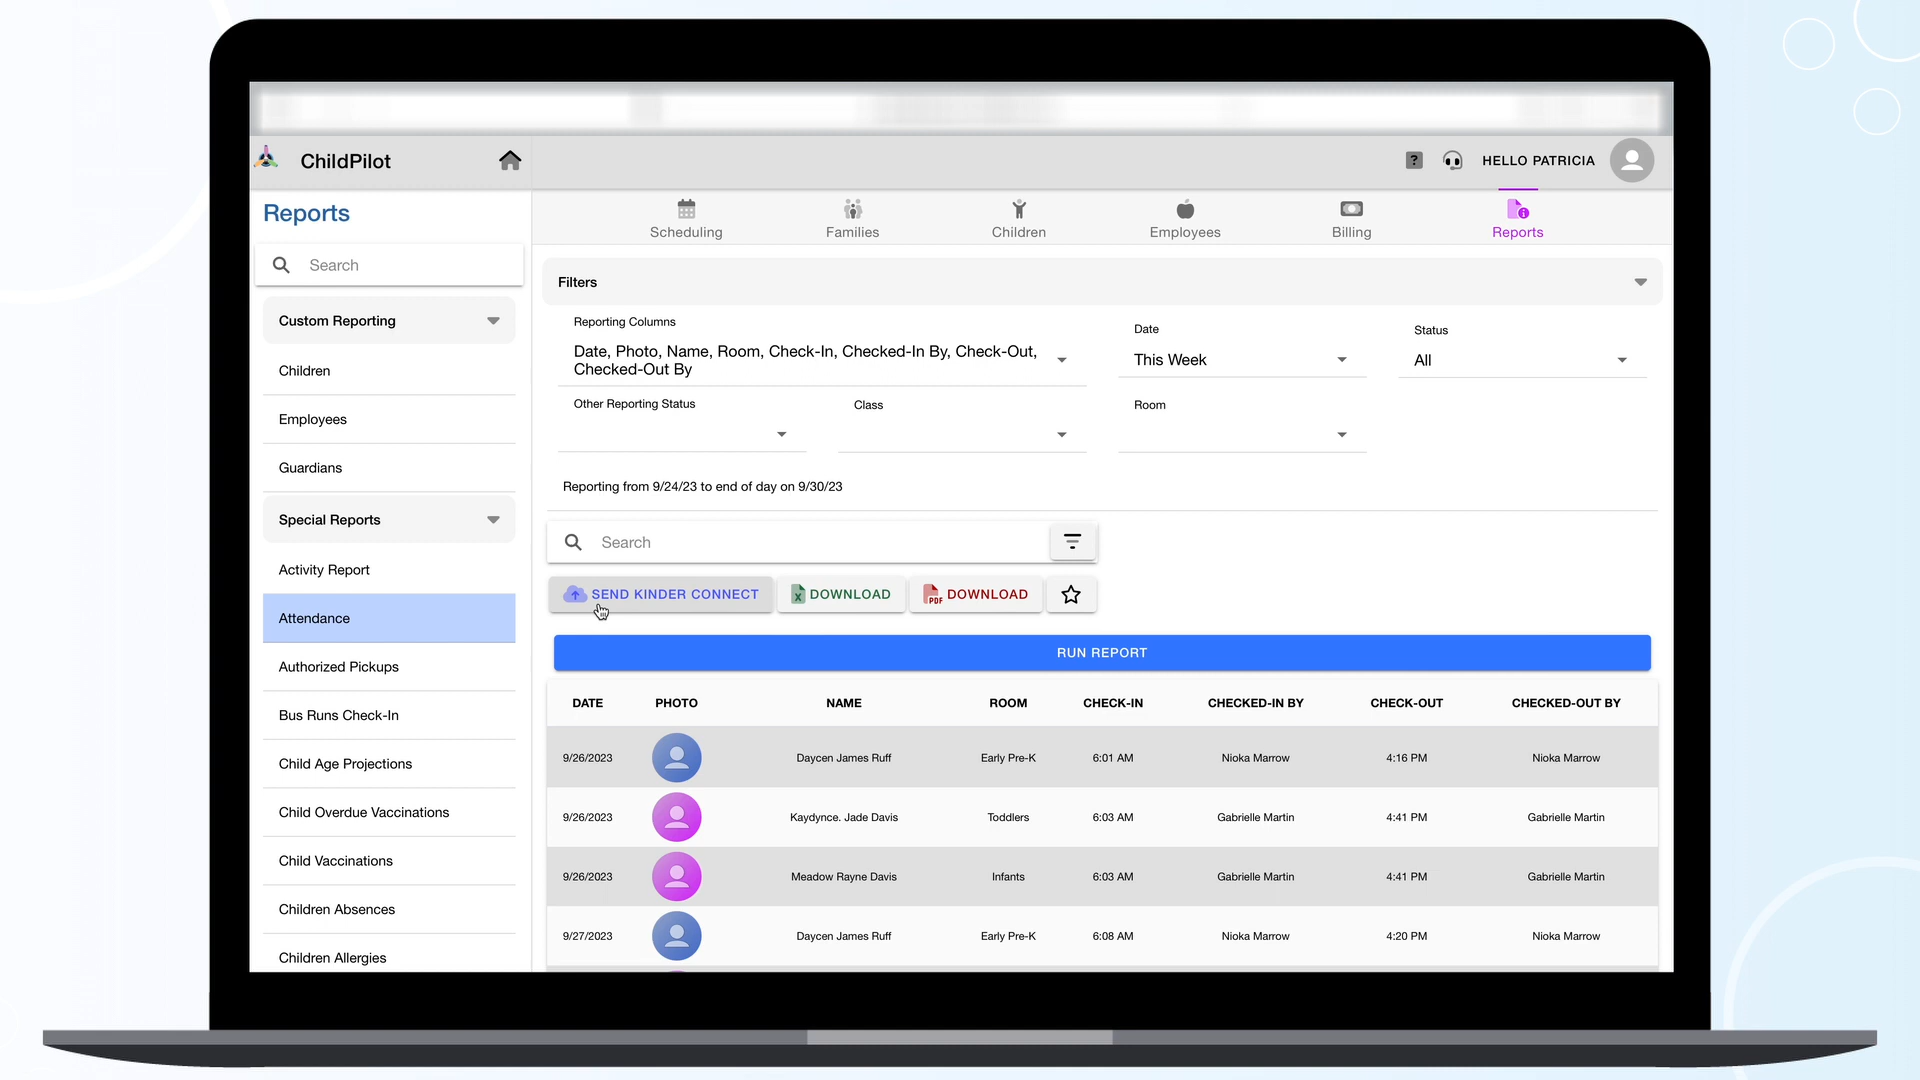 ChildPilot
?
HELLO PATRICIA
Reports
Scheduling
Families
Children
Employees
Billing
Reports
Search
Custom Reporting
Children
Employees
Guardians
Special Reports
Activity Report
Attendance
Authorized Pickups
Bus Runs Check-In
Child Age Projections
Child Overdue Vaccinations
Child Vaccinations
Children Absences
Children Allergies
Filters
Reporting Columns
Date, Photo, Name, Room, Check-In, Checked-In By, Check-Out,
Checked-Out By
Date
This Week
Status
All
Other Reporting Status
Class
Room
Reporting from 9/24/23 to end of day on 9/30/23
Search
SEND KINDER CONNECT
X DOWNLOAD
PDF DOWNLOAD
RUN REPORT
DATE PHOTO NAME ROOM CHECK-IN CHECKED-IN BY CHECK-OUT CHECKED-OUT BY
9/26/2023 Daycen James Ruff Early Pre-K 6:01 AM Nioka Marrow 4:16 PM Nioka Marrow
9/26/2023 Kaydynce. Jade Davis Toddlers 6:03 AM Gabrielle Martin 4:41 PM Gabrielle Martin
9/26/2023 Meadow Rayne Davis Infants 6:03 AM Gabrielle Martin 4:41 PM Gabrielle Martin
9/27/2023 Daycen James Ruff Early Pre-K 6:08 AM Nioka Marrow 4:20 PM Nioka Marrow